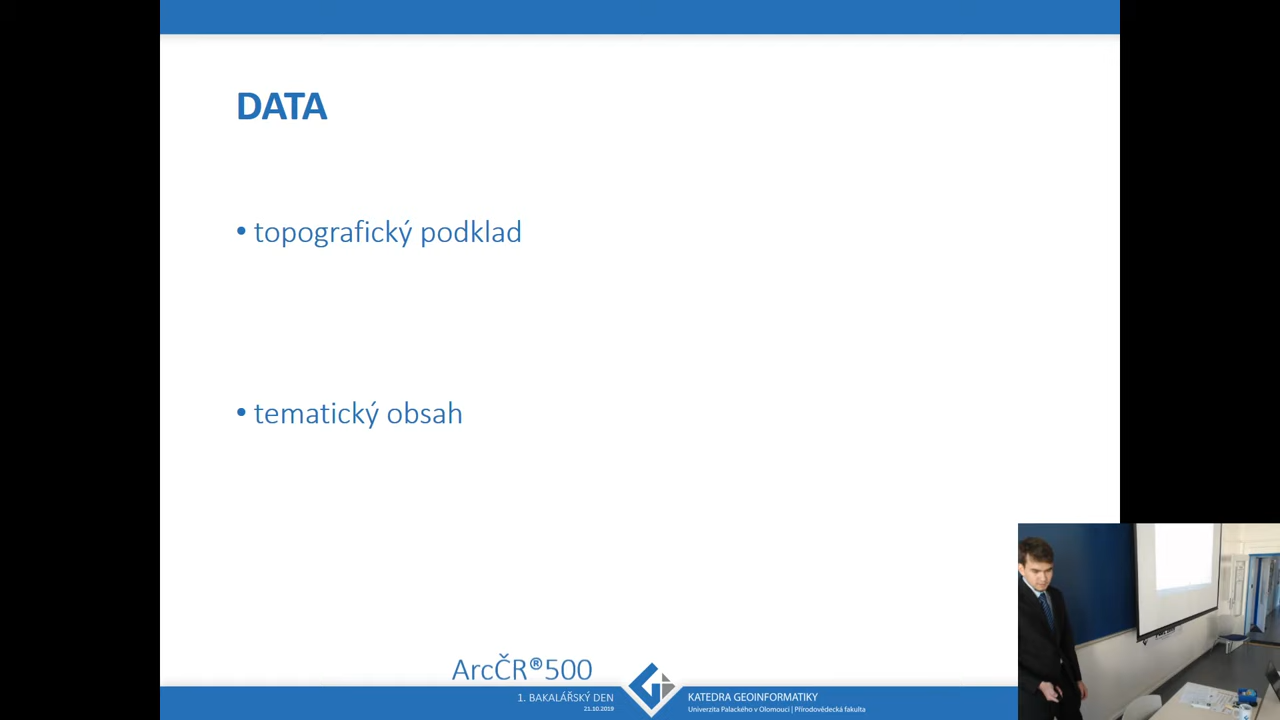 DATA
• topografický podklad
• tematický obsah
ArcČR®500
1. BAKALÁŘSKÝ DEN
21.10.2019
KATEDRA GEOINFORMATIKY
Univerzita Palackého v Olomouci | Přírodovědecká fakulta